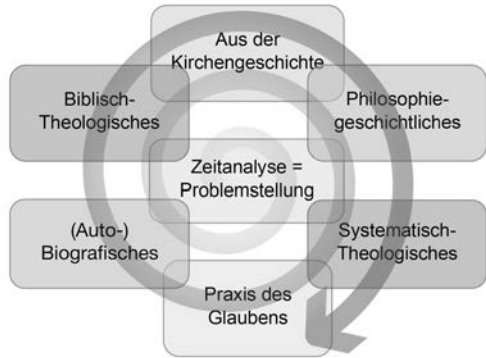 Aus der
Kirchengeschichte
Biblisch-
Theologisches
Philosophie-
geschichtliches
Zeitanalyse =
Problemstellung
(Auto-)
Biografisches
Systematisch-
Theologisches
Praxis des
Glaubens